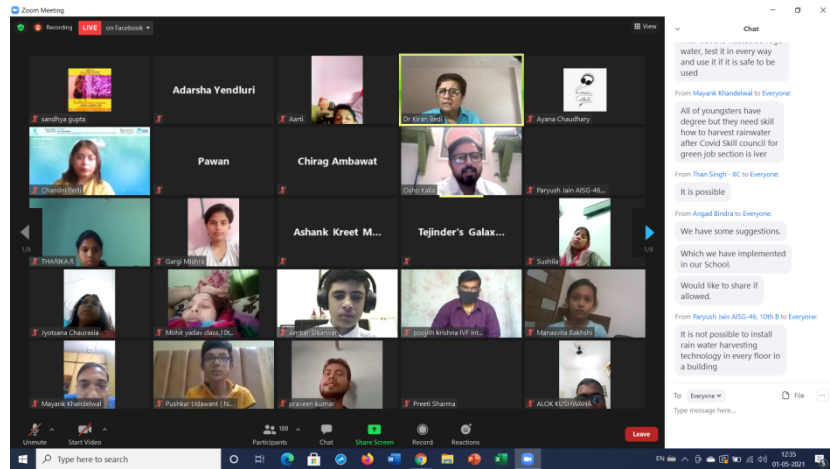 Zoom Meeting
Recording
LIVE on Facebook
View
Chat
sandhya gupta
Adarsha Yendluri
Aarti
Dr Kiran Bedi
Ayana Chaudhary
Chandni Bedi
Pawan
Chirag Ambawat
Osho Kalia
Paryush Jain AISG-46,...
1/8
THARIKA.R
Gargi Mishra
Ashank Kreet M...
Tejinder's Galax...
Sushila
1/8
Jyotsana Chaurasia
Mohit yadav class,10t...
Ambar
poojith krishna IVF Int...
Manasvita Bakhshi
Mayank Khandelwal
Pushkar Udawant | N...
praveen kumar
Preeti Sharma
ALOK KUSHWAHA
water, test it in every way
and use it if it is safe to be
used
From Mayank Khandelwal to Everyone:
All of youngsters have
degree but they need skill
how to harvest rainwater
after Covid Skill council for
green job section is iver
From Than Singh - BC to Everyone:
It is possible
From Angad Bindra to Everyone:
We have some suggestions.
Which we have implemented
in our School.
Would like to share if
allowed.
From Paryush Jain AISG-46, 10th B to Everyone:
It is not possible to install
rain water harvesting
technology in every floor in
a building
To: Everyone
File
Type message here...
Unmute
Start Video
188
Participants
Chat
Share Screen
Record
Reactions
Leave
Type here to search
EN
12:35
01-05-2021